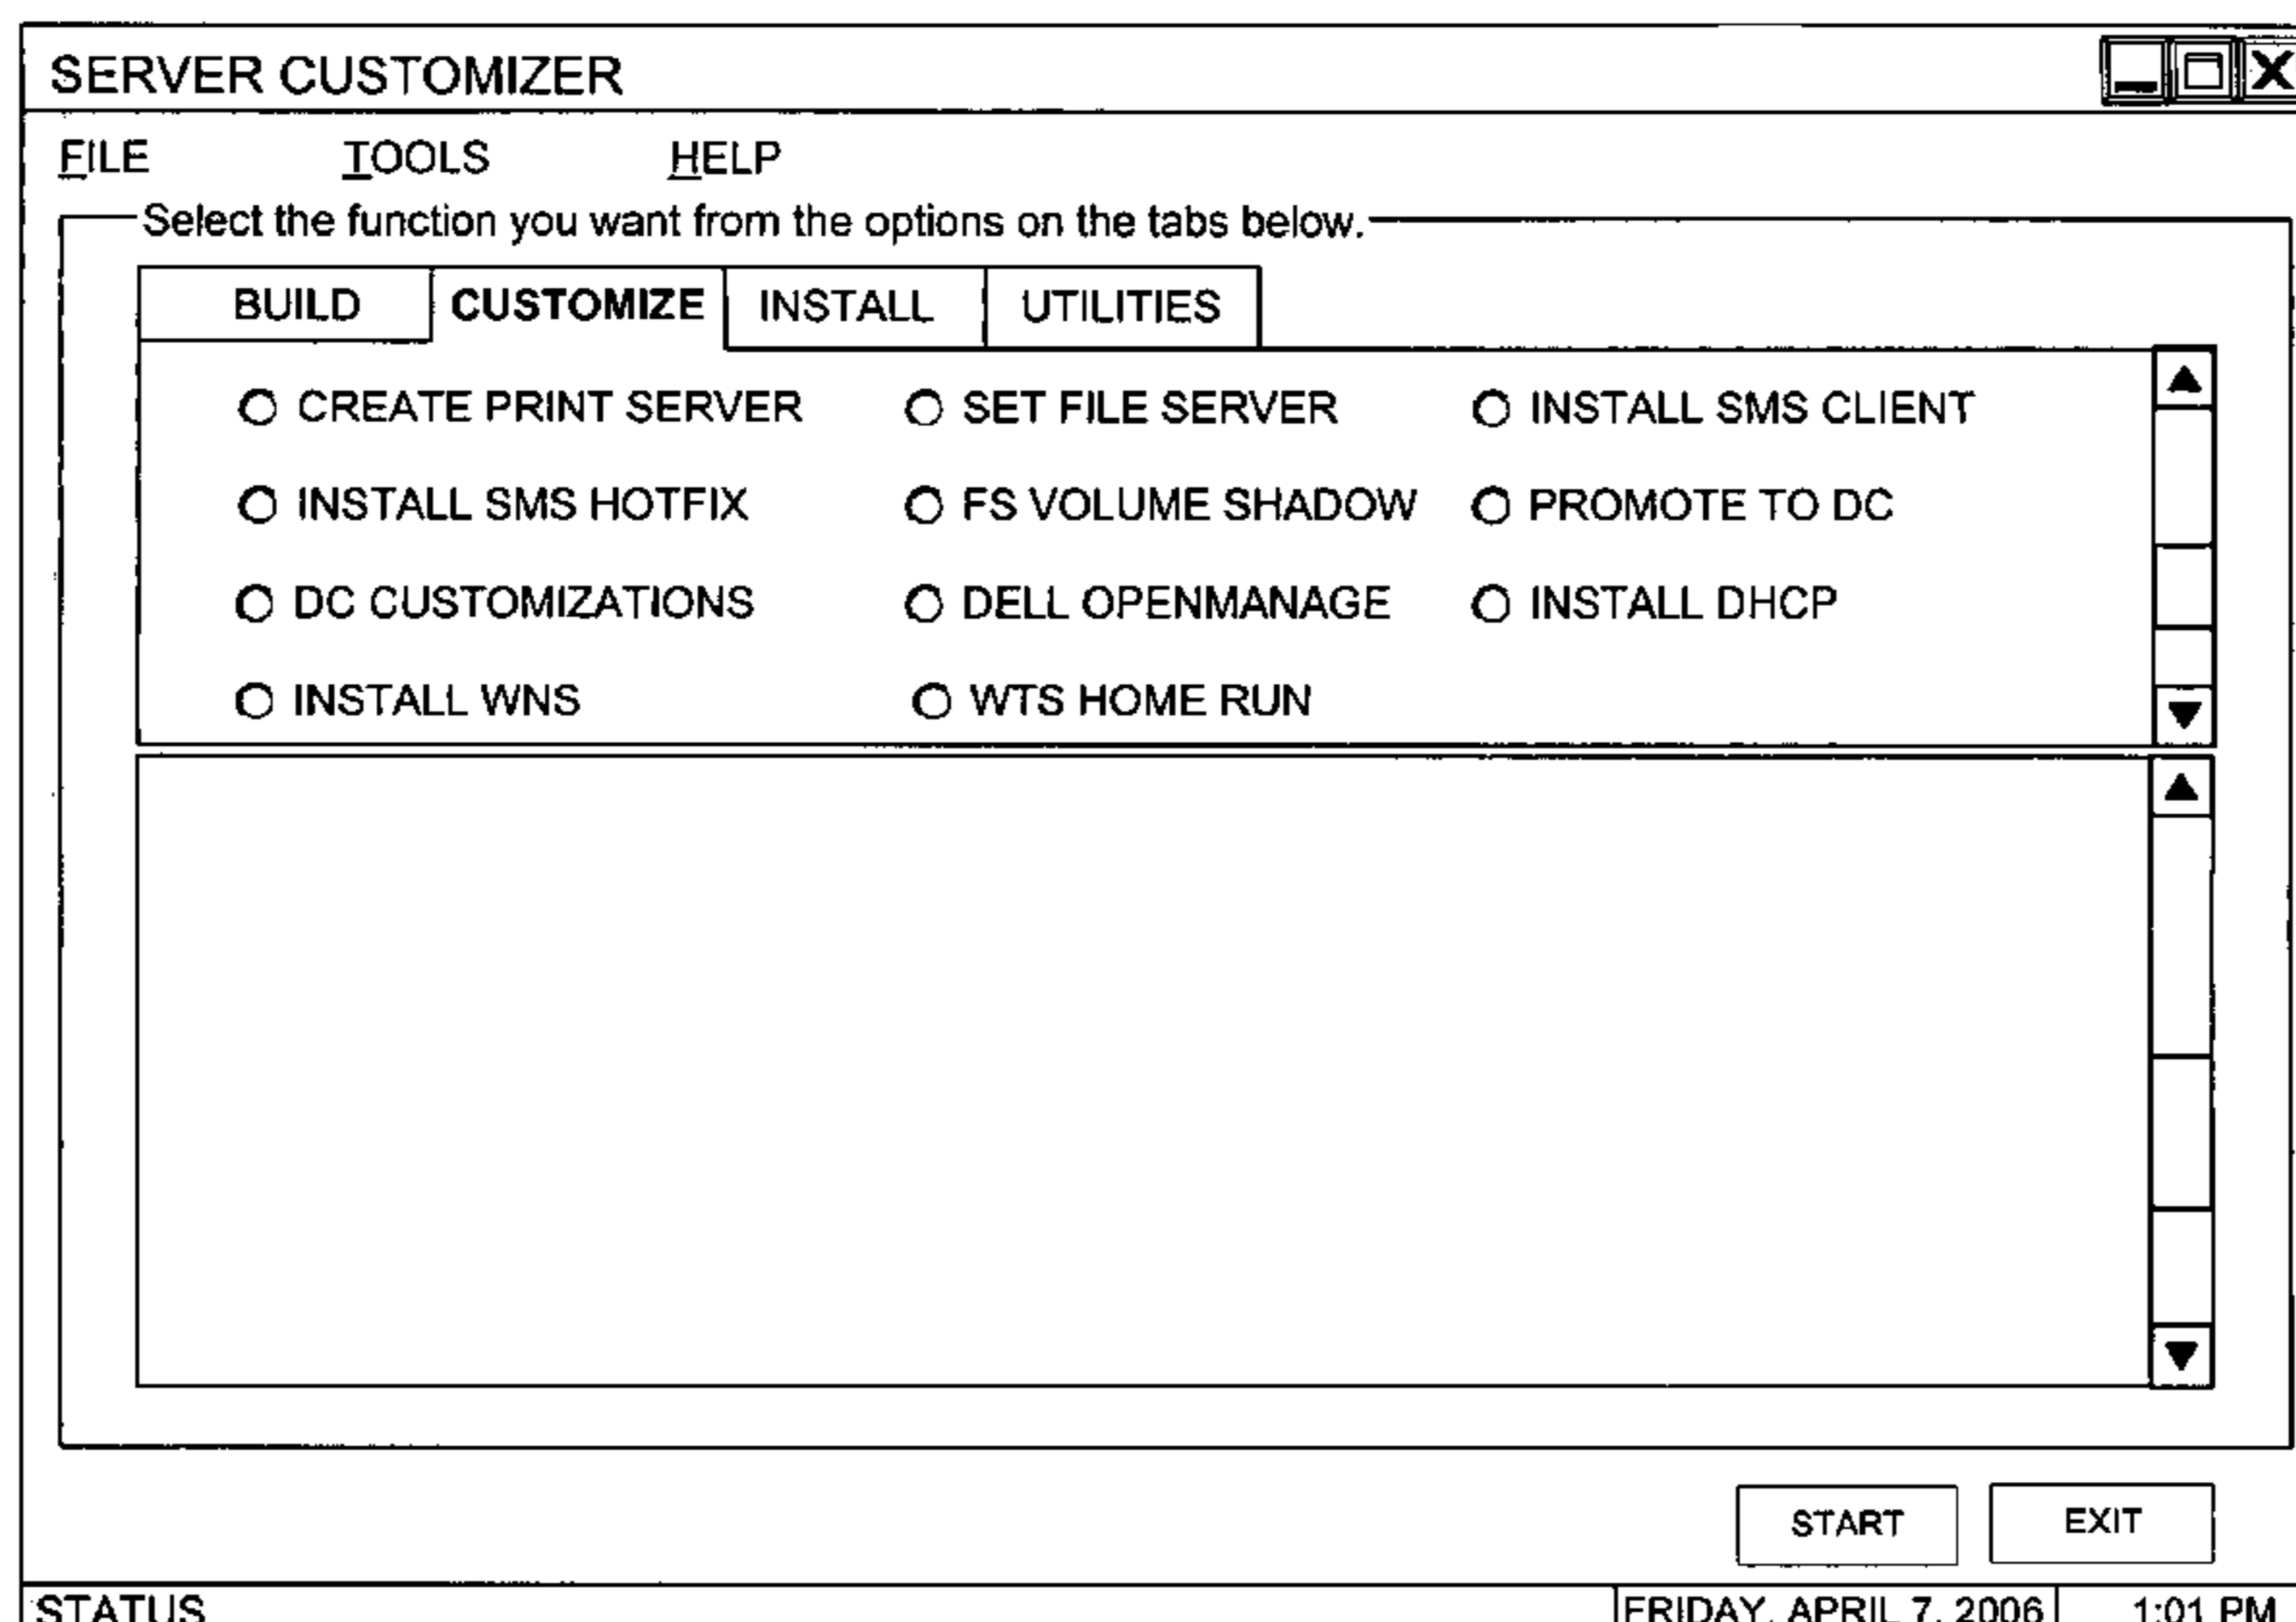 SERVER CUSTOMIZER
FILE TOOLS HELP
Select the function you want from the options on the tabs below.
BUILD CUSTOMIZE INSTALL UTILITIES
CREATE PRINT SERVER SET FILE SERVER INSTALL SMS CLIENT
INSTALL SMS HOTFIX FS VOLUME SHADOW PROMOTE TO DC
DC CUSTOMIZATIONS DELL OPENMANAGE INSTALL DHCP
INSTALL WNS WTS HOME RUN
START EXIT
STATUS FRIDAY, APRIL 7, 2006 1:01 PM